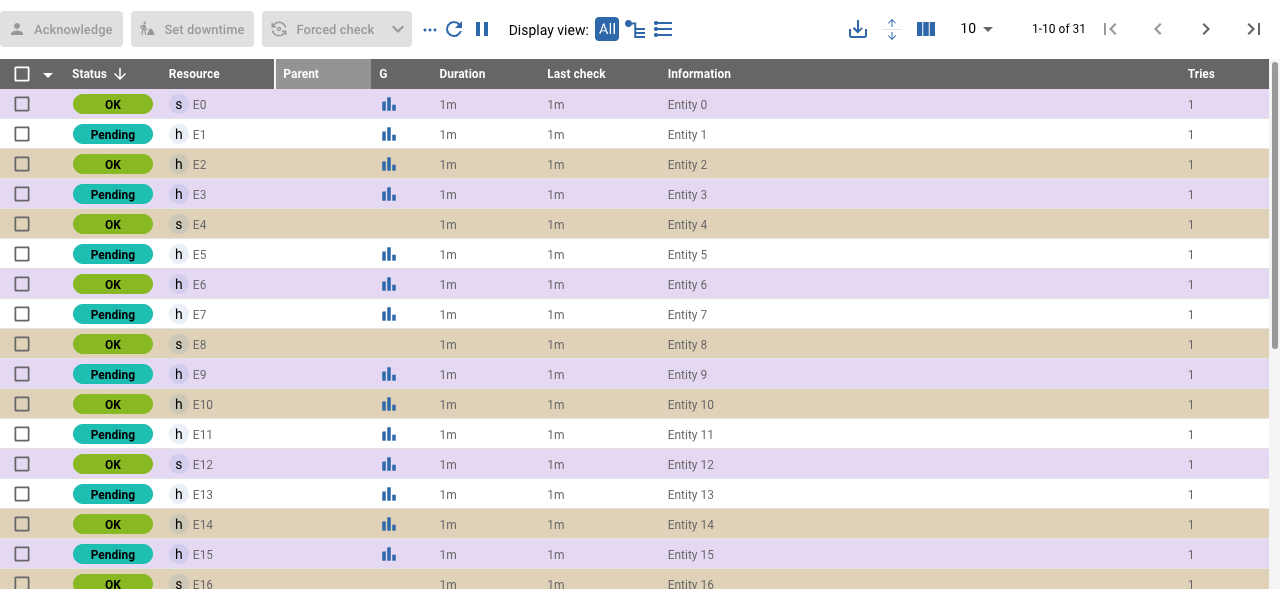 Acknowledge Set downtime Forced check Display view: All 10 1-10 of 31
Status Resource Parent G Duration Last check Information Tries
OK s E0 1m 1m Entity 0 1
Pending h E1 1m 1m Entity 1 1
OK h E2 1m 1m Entity 2 1
Pending h E3 1m 1m Entity 3 1
OK s E4 1m 1m Entity 4 1
Pending h E5 1m 1m Entity 5 1
OK h E6 1m 1m Entity 6 1
Pending h E7 1m 1m Entity 7 1
OK s E8 1m 1m Entity 8 1
Pending h E9 1m 1m Entity 9 1
OK h E10 1m 1m Entity 10 1
Pending h E11 1m 1m Entity 11 1
OK s E12 1m 1m Entity 12 1
Pending h E13 1m 1m Entity 13 1
OK h E14 1m 1m Entity 14 1
Pending h E15 1m 1m Entity 15 1
OK s E16 1m 1m Entity 16 1